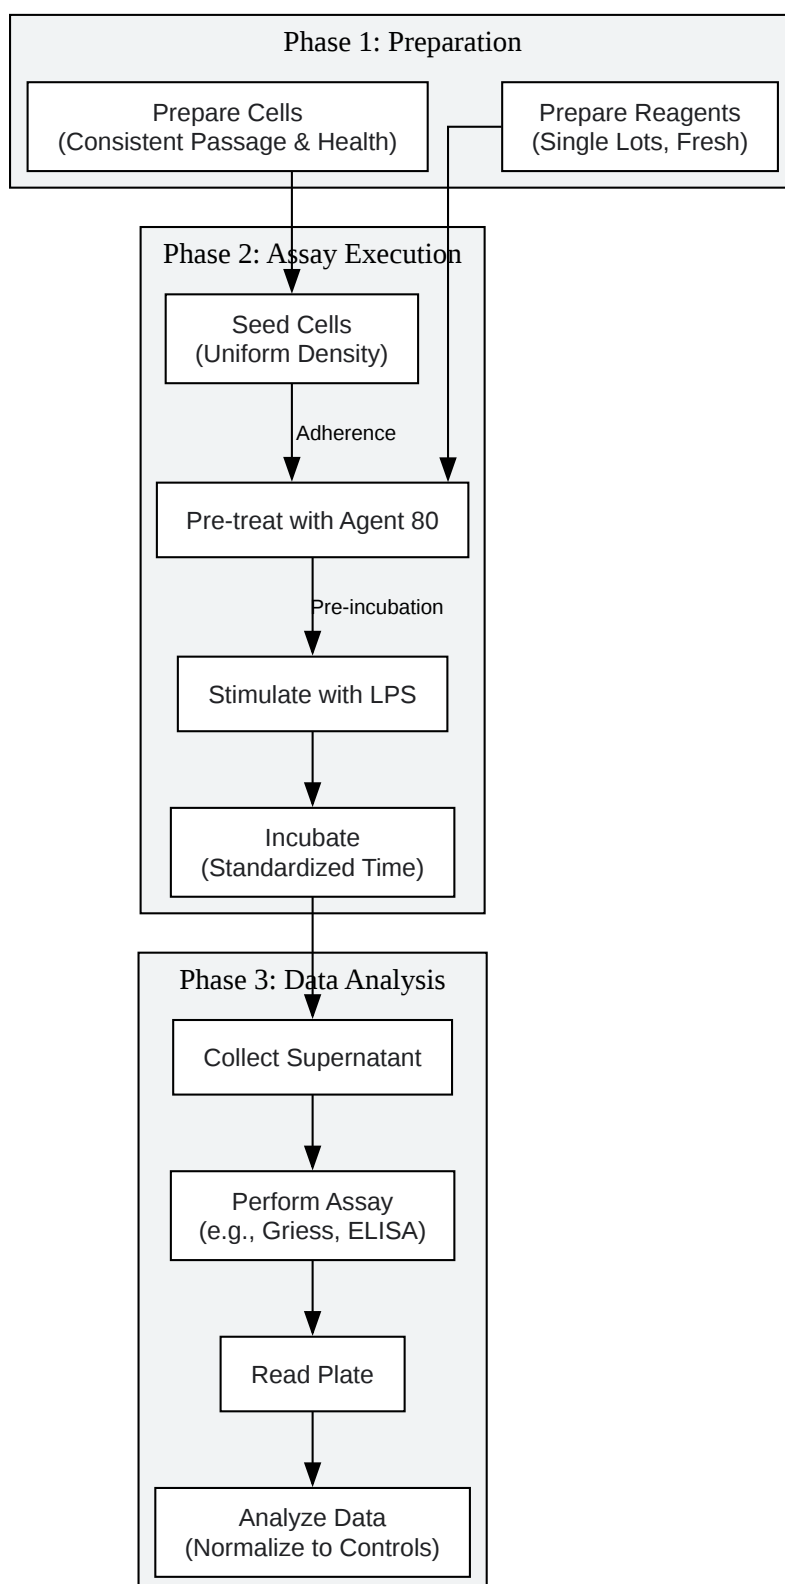 Phase 1: Preparation
Prepare Cells
(Consistent Passage & Health)
Prepare Reagents
(Single Lots, Fresh)
Phase 2: Assay Execution
Seed Cells
(Uniform Density)
Adherence
Pre-treat with Agent 80
Pre-incubation
Stimulate with LPS
Incubate
(Standardized Time)
Phase 3: Data Analysis
Collect Supernatant
Perform Assay
(e.g., Griess, ELISA)
Read Plate
Analyze Data
(Normalize to Controls)